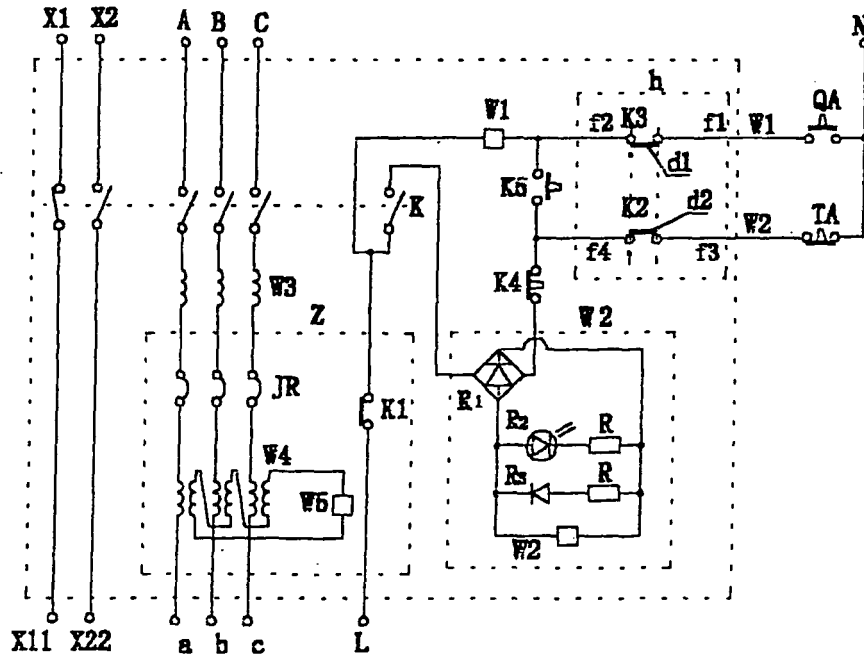 X1 X2 A B C N
h
W1 f2 K3 f1 W1 QA
d1
K5
K K2 d2
W2 TA
f4 f3
W3 K4
Z W2
JR K1 R1
R2 R
W4 R3 R
W5
W2
X11 X22 a b c L